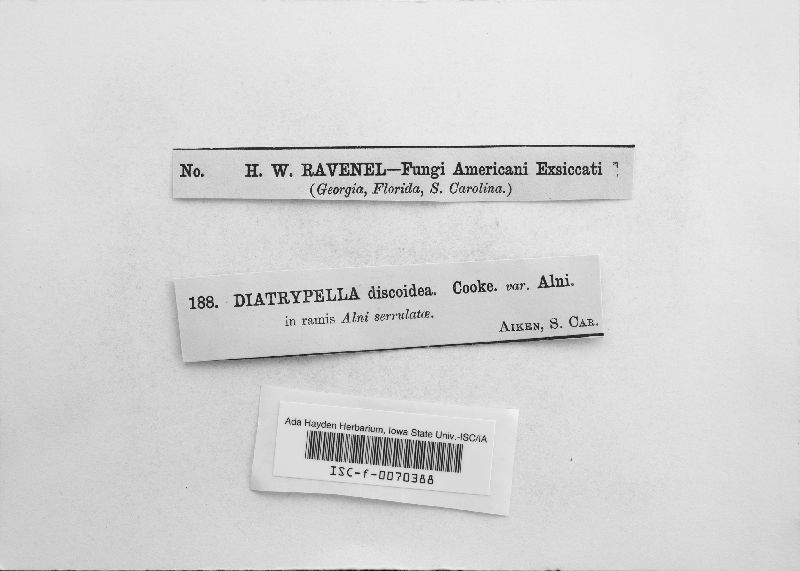 No. H. W. RAVENEL—Fungi Americani Exsiccati
(Georgia, Florida, S. Carolina.)
188. DIATRYPELLA discoidea. Cooke. var. Alni.
in ramis Alni serrulatæ.
AIKEN, S. CAR.
Ada Hayden Herbarium, Iowa State Univ.-ISC/IA
ISC-f-0070388